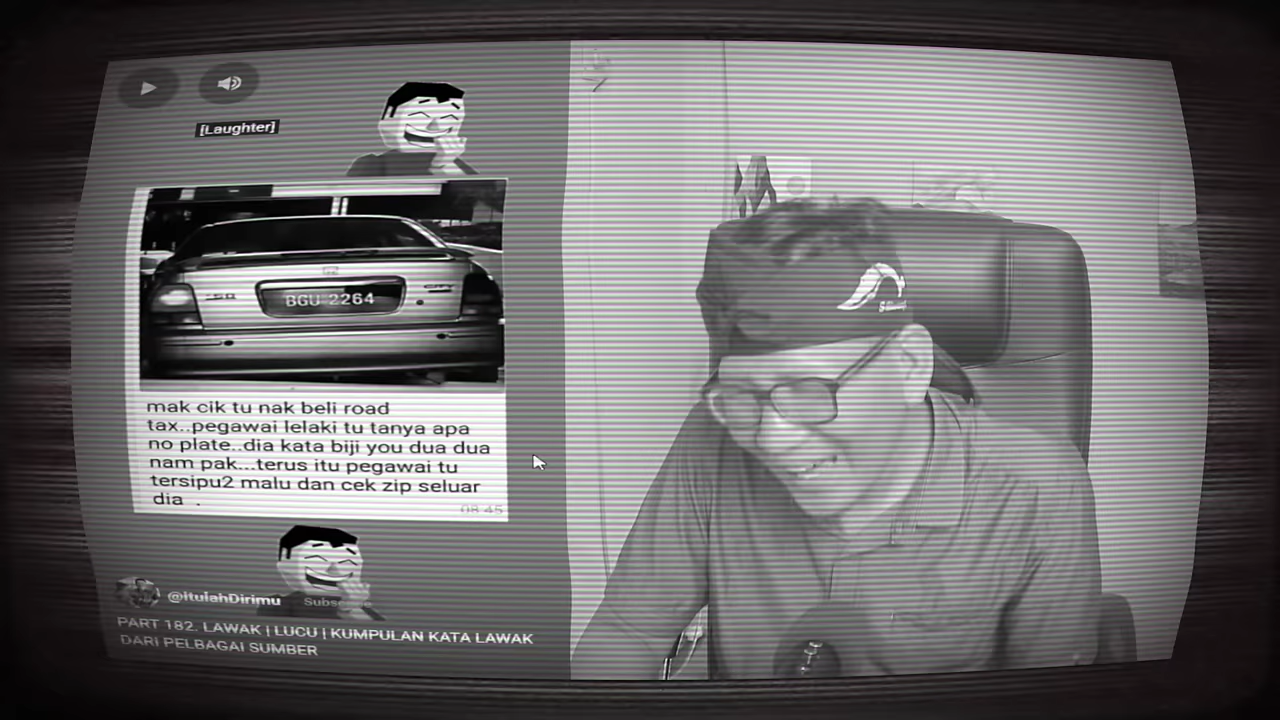 [Laughter]
BGU 2264
mak cik tu nak beli road
tax..pegawai lelaki tu tanya apa
no plate..dia kata biji you dua dua
nam pak...terus itu pegawai tu
tersipu2 malu dan cek zip seluar
dia .
08.45
@ItulahDirimu Subscribe
PART 182. LAWAK | LUCU | KUMPULAN KATA LAWAK
DARI PELBAGAI SUMBER